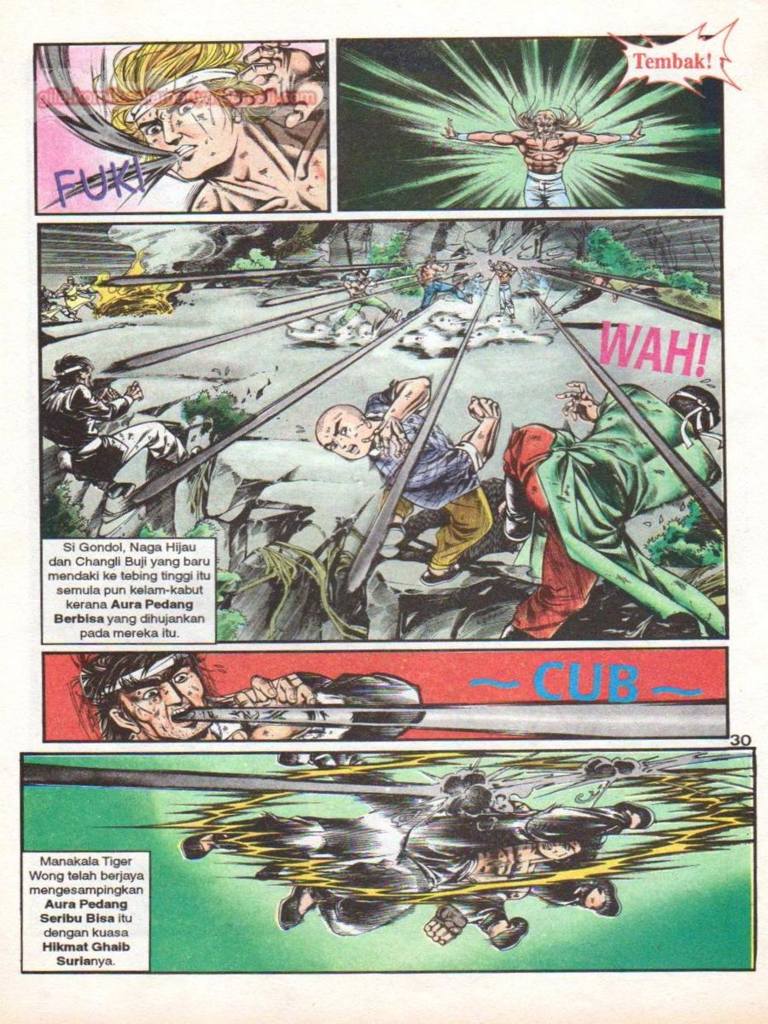 Tembak!
FUK!
WAH!
Si Gondol, Naga Hijau
dan Changli Buji yang baru
mendaki ke tebing tinggi itu
semula pun kelam-kabut
kerana Aura Pedang
Berbisa yang dihujankan
pada mereka itu.
~ CUB ~
30
Manakala Tiger
Wong telah berjaya
mengesampingkan
Aura Pedang
Seribu Bisa itu
dengan kuasa
Hikmat Ghaib
Surianya.